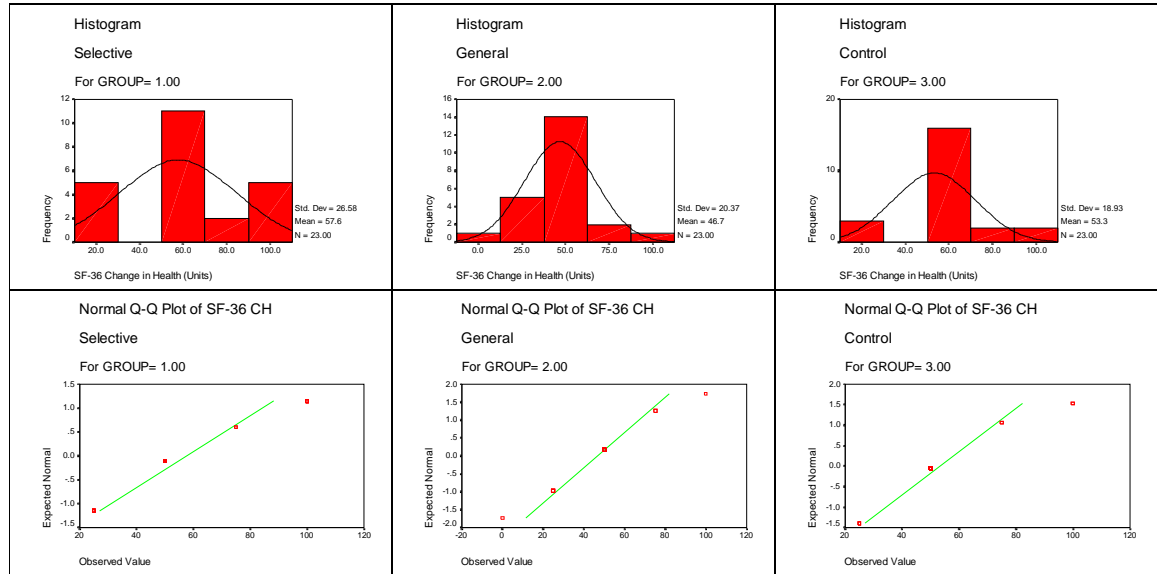 Histogram
Selective
For GROUP= 1.00
12
10
8
6
4
2
0
Frequency
20.0 40.0 60.0 80.0 100.0
Std. Dev = 26.58
Mean = 57.6
N = 23.00
SF-36 Change in Health (Units)
Histogram
General
For GROUP= 2.00
16
14
12
10
8
6
4
2
0
Frequency
0.0 25.0 50.0 75.0 100.0
Std. Dev = 20.37
Mean = 46.7
N = 23.00
SF-36 Change in Health (Units)
Histogram
Control
For GROUP= 3.00
20
10
0
Frequency
20.0 40.0 60.0 80.0 100.0
Std. Dev = 18.93
Mean = 53.3
N = 23.00
SF-36 Change in Health (Units)
Normal Q-Q Plot of SF-36 CH
Selective
For GROUP= 1.00
1.5
1.0
.5
0.0
-.5
-1.0
-1.5
Expected Normal
20 40 60 80 100 120
Observed Value
Normal Q-Q Plot of SF-36 CH
General
For GROUP= 2.00
2.0
1.5
1.0
.5
0.0
-.5
-1.0
-1.5
-2.0
Expected Normal
-20 0 20 40 60 80 100 120
Observed Value
Normal Q-Q Plot of SF-36 CH
Control
For GROUP= 3.00
2.0
1.5
1.0
.5
0.0
-.5
-1.0
-1.5
Expected Normal
20 40 60 80 100 120
Observed Value